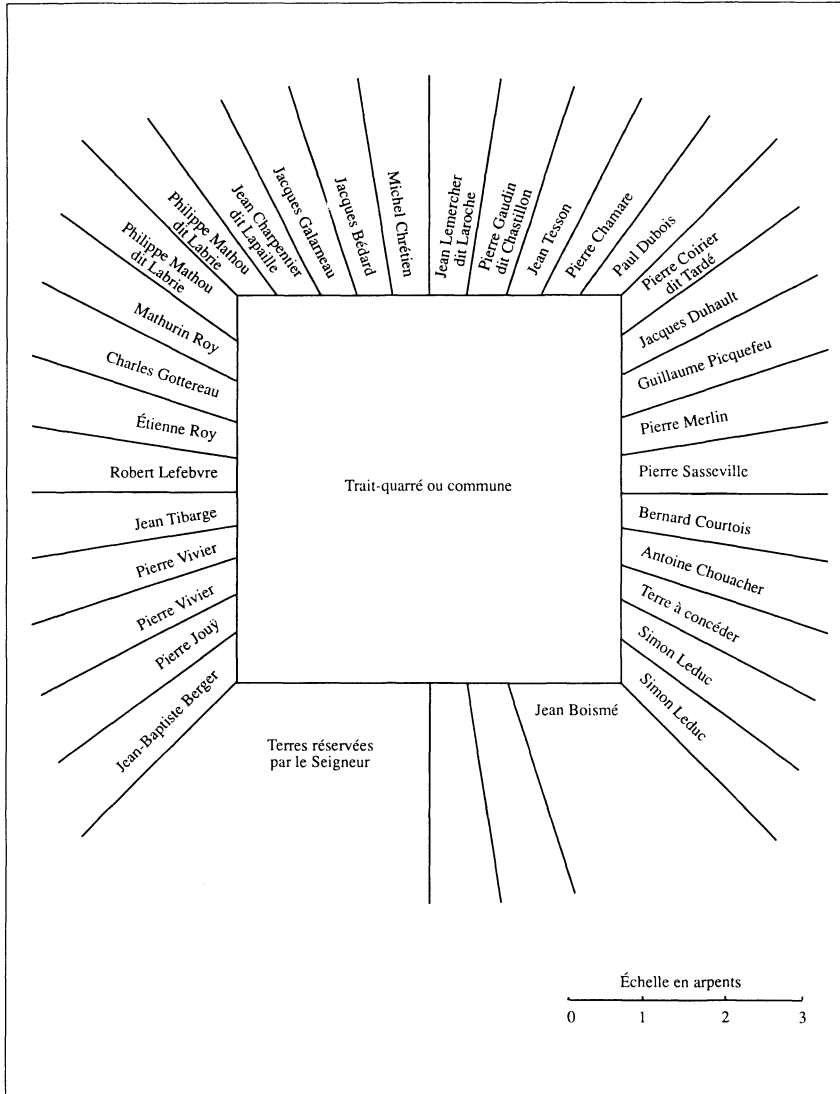 Philippe Mathou
dit Labrie
Philippe Mathou
dit Labrie
Jean Charpentier
dit Lapaille
Jacques Galarneau
Jacques Bédard
Michel Chrétien
Jean Lemercher
dit Laroche
Pierre Gaudin
dit Chastillon
Jean Tesson
Pierre Chamare
Paul Dubois
Pierre Coirier
dit Tardé
Jacques Duhault
Guillaume Picquefeu
Pierre Merlin
Pierre Sasseville
Bernard Courtois
Antoine Chouacher
Terre à concéder
Simon Leduc
Simon Leduc
Mathurin Roy
Charles Gottereau
Étienne Roy
Robert Lefebvre
Jean Tibarge
Pierre Vivier
Pierre Vivier
Pierre Jouÿ
Jean-Baptiste Berger
Trait-quarré ou commune
Terres réservées
par le Seigneur
Jean Boismé
Échelle en arpents
0 1 2 3